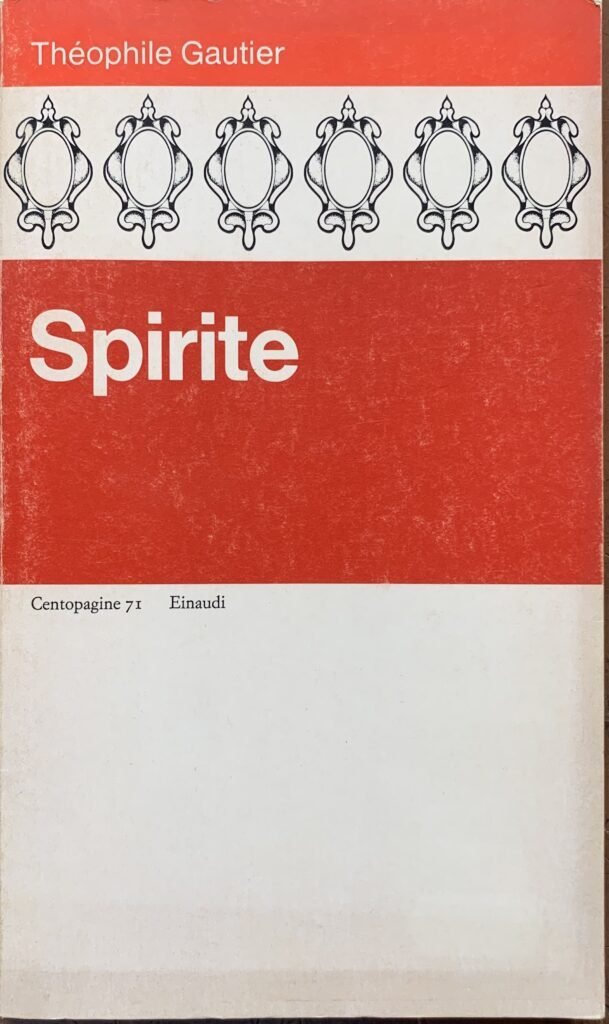 Théophile Gautier
Spirite
Centopagine 71 Einaudi